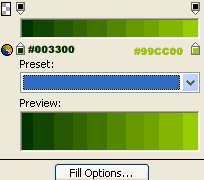 #003300 #99CC00
Preset:
Preview:
Fill Options...